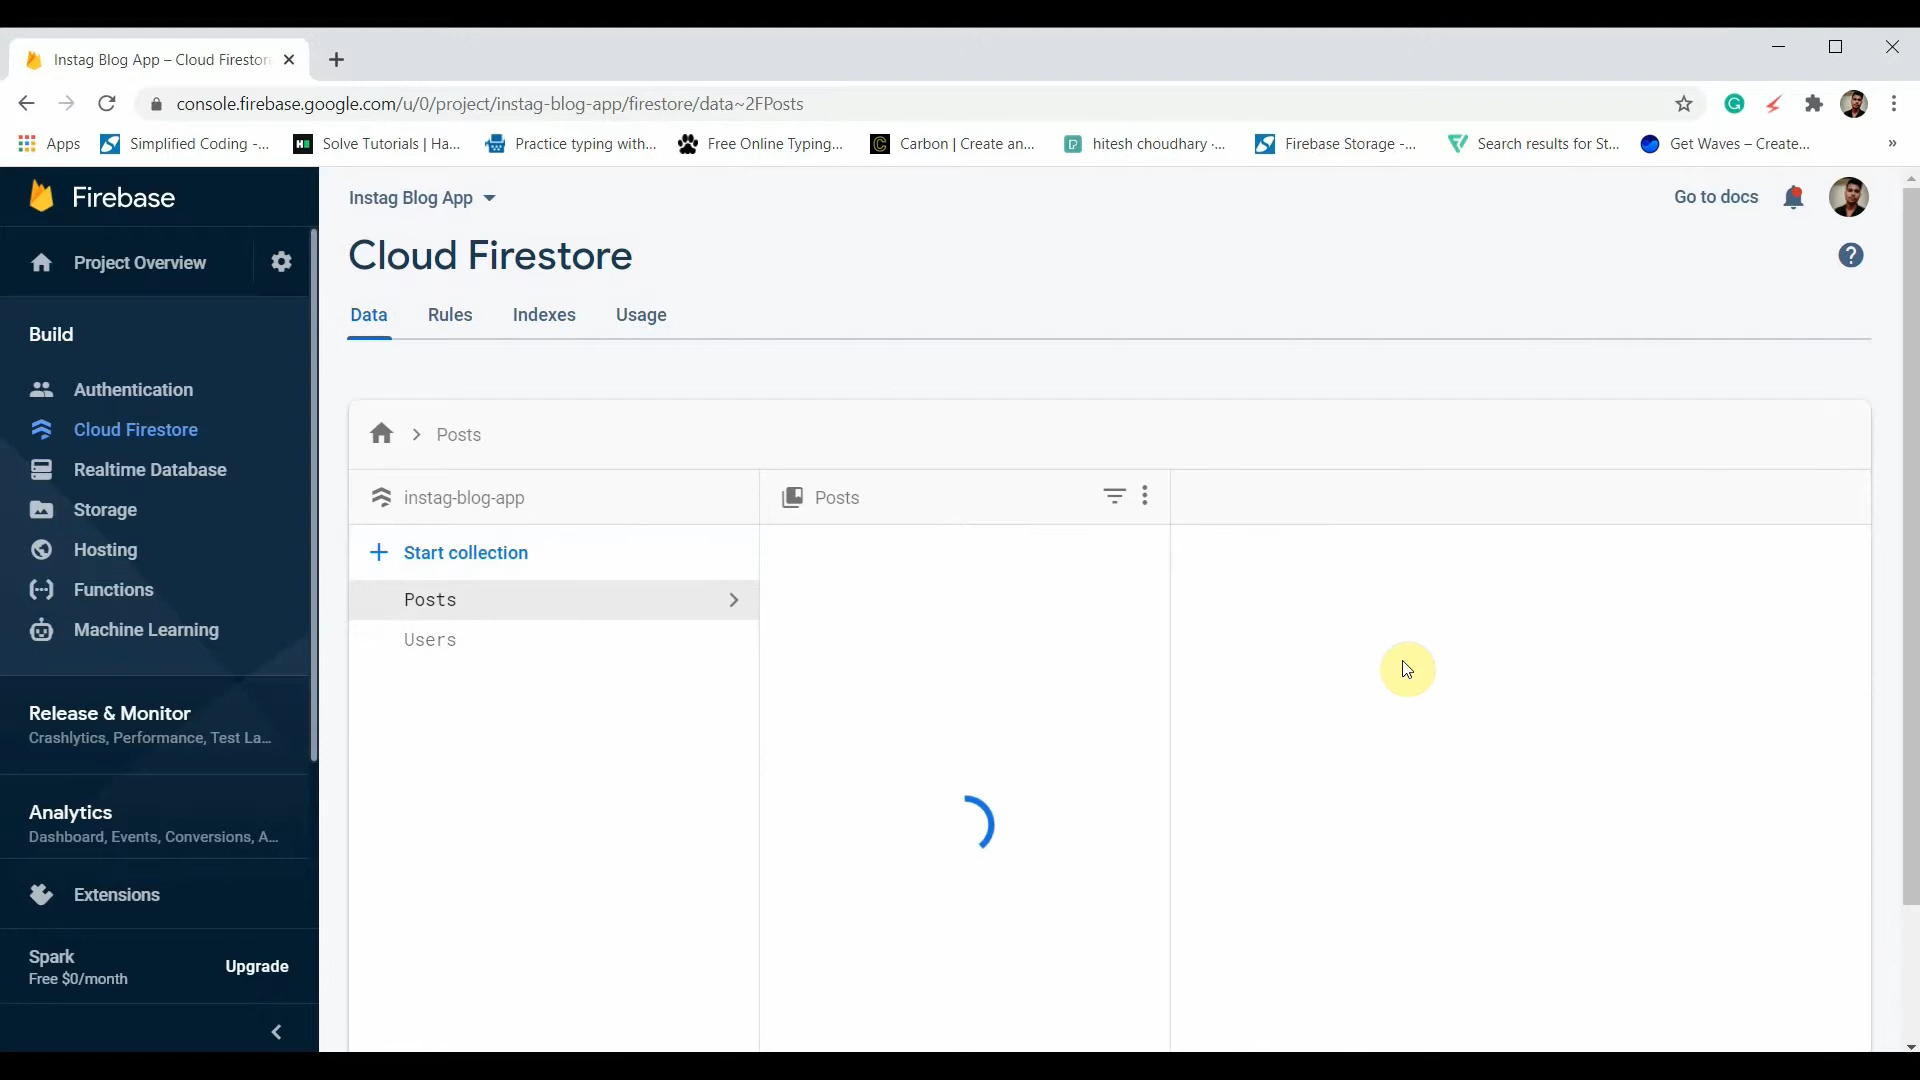 Instag Blog App – Cloud Firestor
console.firebase.google.com/u/0/project/instag-blog-app/firestore/data~2FPosts
Apps
Simplified Coding -...
Solve Tutorials | Ha...
Practice typing with...
Free Online Typing...
Carbon | Create an...
hitesh choudhary ·...
Firebase Storage -...
Search results for St...
Get Waves – Create...
»
Firebase
Project Overview
Build
Authentication
Cloud Firestore
Realtime Database
Storage
Hosting
Functions
Machine Learning
Release & Monitor
Crashlytics, Performance, Test La...
Analytics
Dashboard, Events, Conversions, A...
Extensions
Spark
Free $0/month
Upgrade
Instag Blog App
Go to docs
Cloud Firestore
Data
Rules
Indexes
Usage
Posts
instag-blog-app
Posts
Start collection
Posts
Users